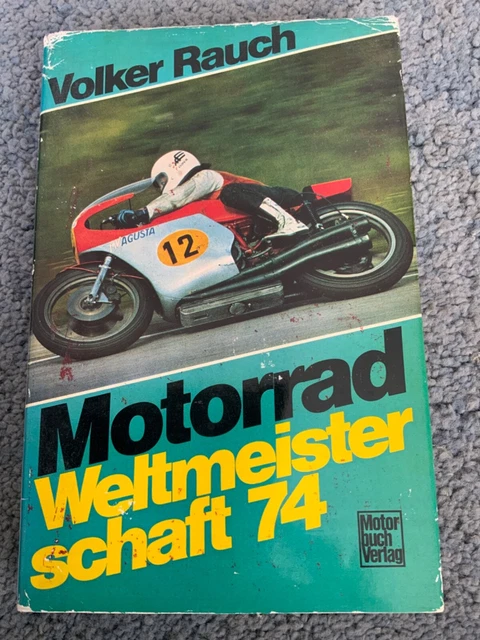 Volker Rauch
AGUSTA
12
Motorrad
Weltmeister
schaft 74
Motor
buch
Verlag